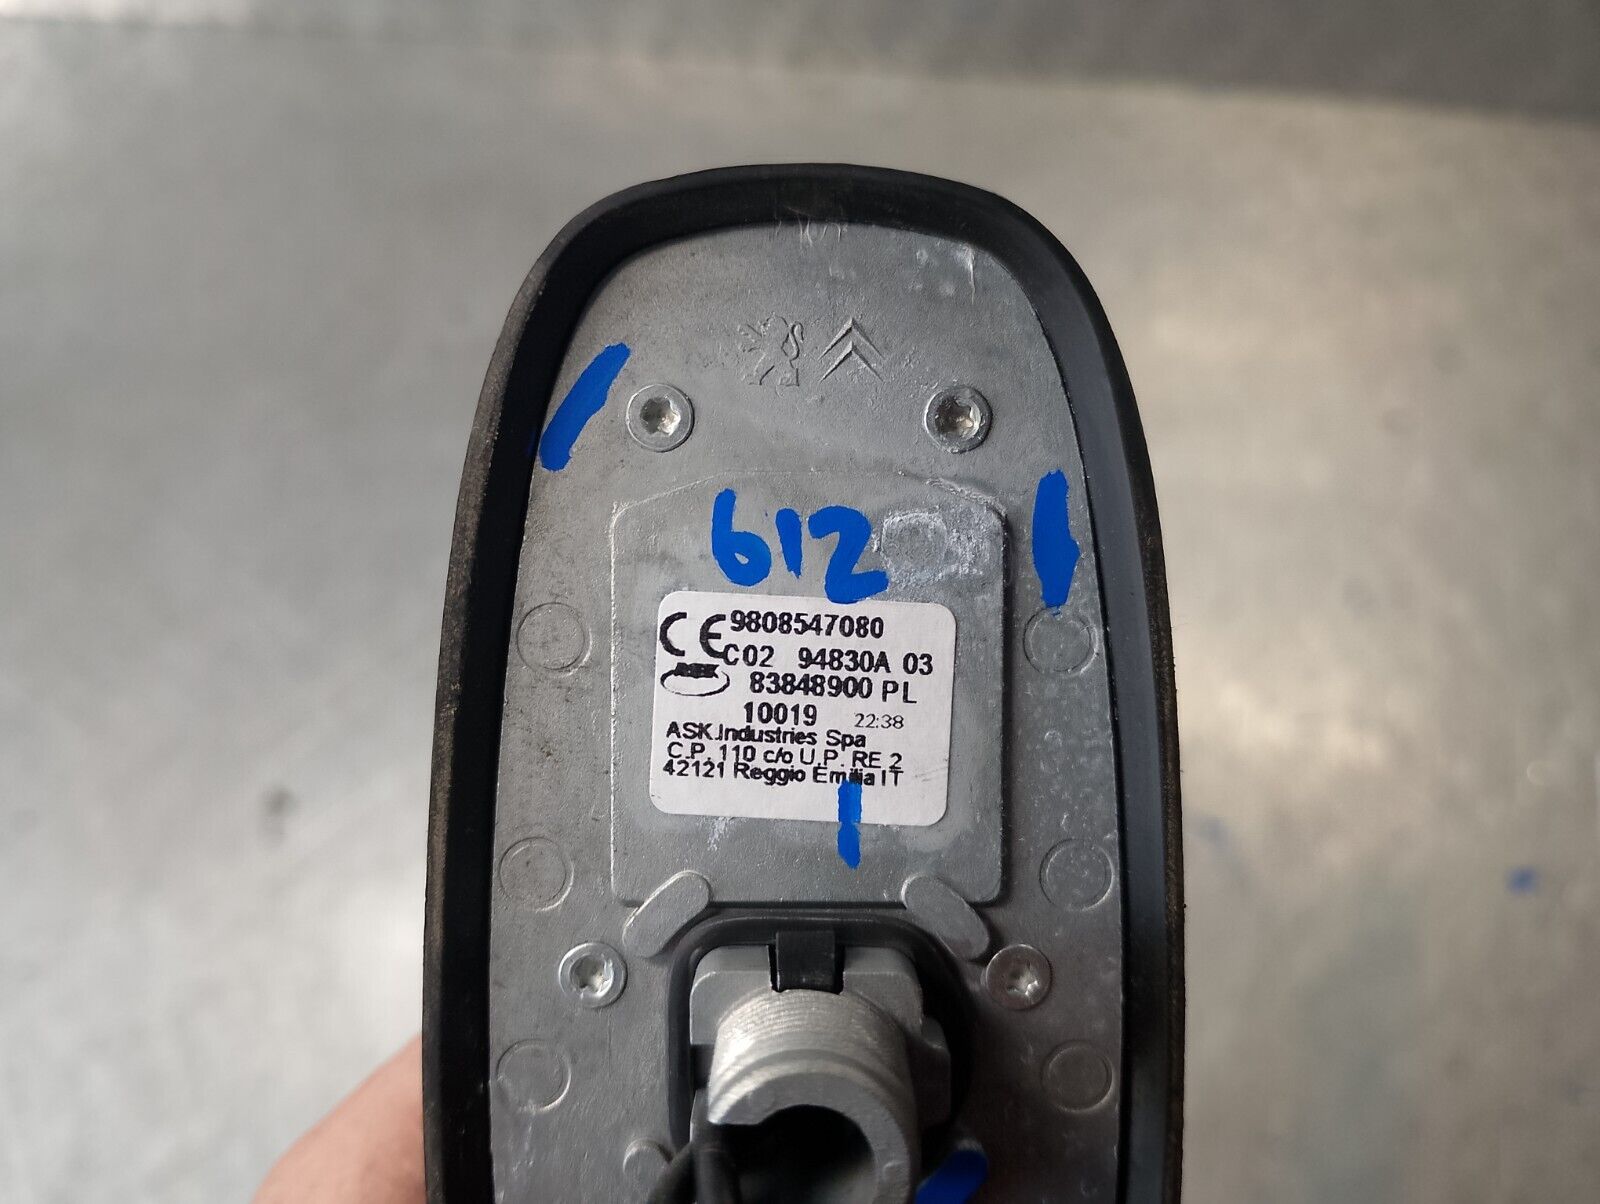 612
CE 9808547080
C02 94830A 03
ASK 83848900 PL
10019 22:38
ASK Industries Spa
C.P. 110 c/o U.P. RE 2
42121 Reggio Emilia IT